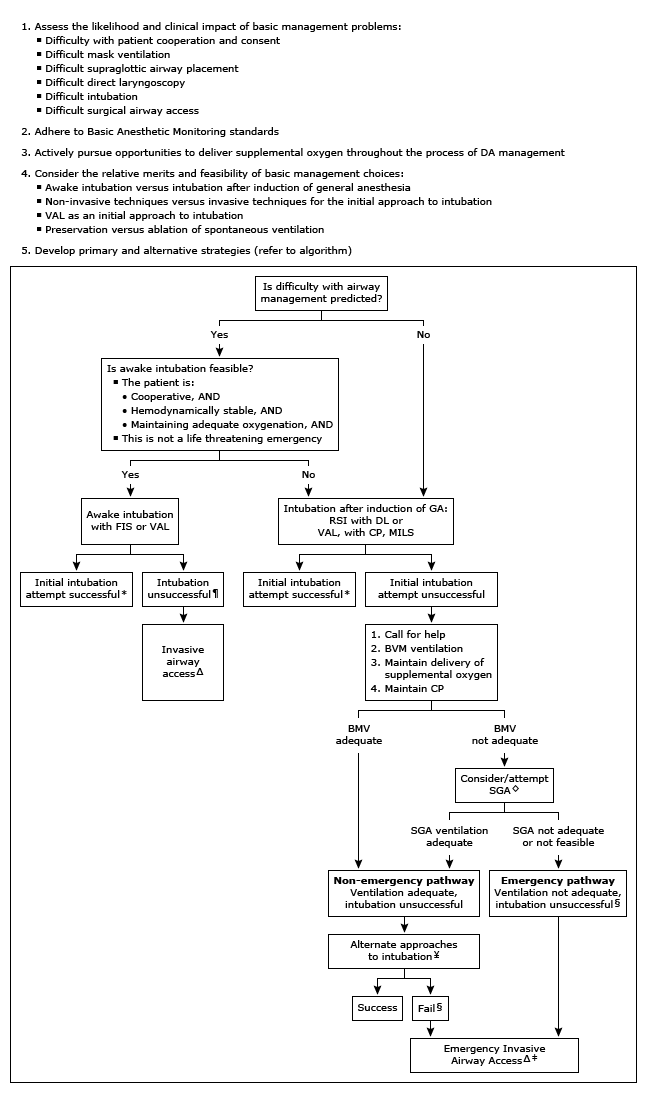 1. Assess the likelihood and clinical impact of basic management problems:
▪ Difficulty with patient cooperation and consent
▪ Difficult mask ventilation
▪ Difficult supraglottic airway placement
▪ Difficult direct laryngoscopy
▪ Difficult intubation
▪ Difficult surgical airway access
2. Adhere to Basic Anesthetic Monitoring standards
3. Actively pursue opportunities to deliver supplemental oxygen throughout the process of DA management
4. Consider the relative merits and feasibility of basic management choices:
▪ Awake intubation versus intubation after induction of general anesthesia
▪ Non-invasive techniques versus invasive techniques for the initial approach to intubation
▪ VAL as an initial approach to intubation
▪ Preservation versus ablation of spontaneous ventilation
5. Develop primary and alternative strategies (refer to algorithm)
Is difficulty with airway
management predicted?
Yes
No
Is awake intubation feasible?
▪ The patient is:
• Cooperative, AND
• Hemodynamically stable, AND
• Maintaining adequate oxygenation, AND
▪ This is not a life threatening emergency
Yes
No
Awake intubation
with FIS or VAL
Intubation after induction of GA:
RSI with DL or
VAL, with CP, MILS
Initial intubation
attempt successful*
Intubation
unsuccessful¶
Initial intubation
attempt successful*
Initial intubation
attempt unsuccessful
Invasive
airway
accessΔ
1. Call for help
2. BVM ventilation
3. Maintain delivery of
supplemental oxygen
4. Maintain CP
BMV
adequate
BMV
not adequate
Consider/attempt
SGA◇
SGA ventilation
adequate
SGA not adequate
or not feasible
Non-emergency pathway
Ventilation adequate,
intubation unsuccessful
Emergency pathway
Ventilation not adequate,
intubation unsuccessful§
Alternate approaches
to intubation¥
Success
Fail§
Emergency Invasive
Airway AccessΔ‡